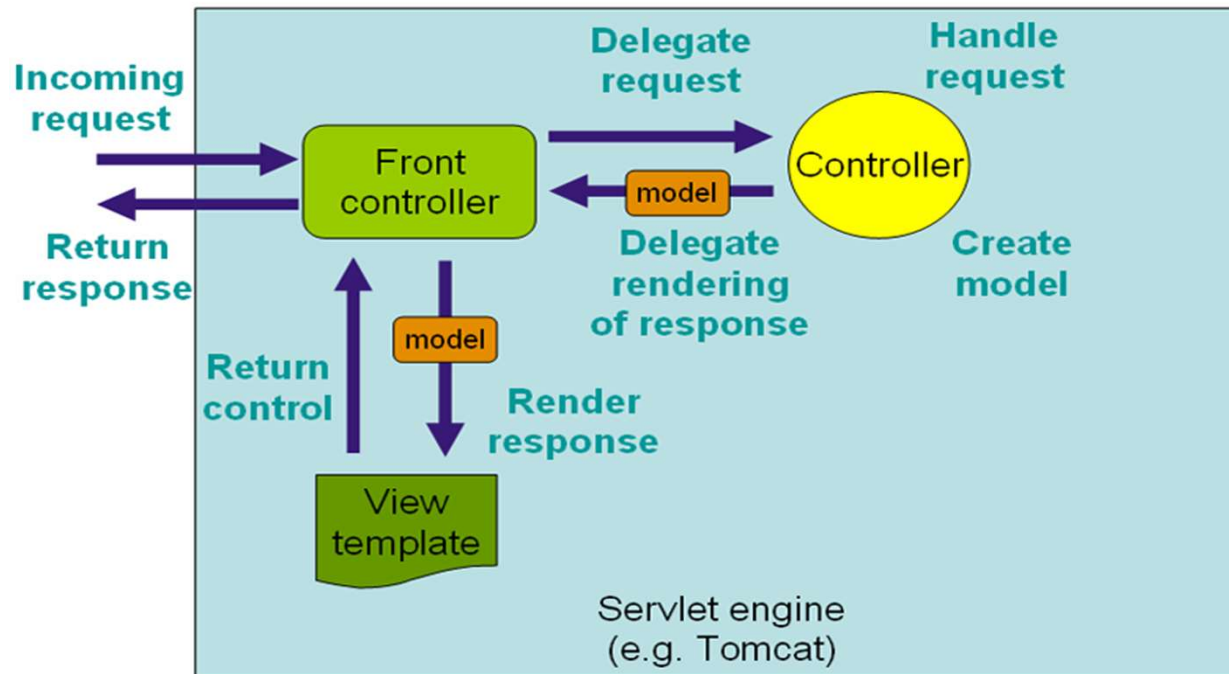 Incoming
request
Return
response
Front
controller
Delegate
request
Handle
request
Controller
model
Delegate
rendering
of response
Create
model
model
Return
control
Render
response
View
template
Servlet engine
(e.g. Tomcat)